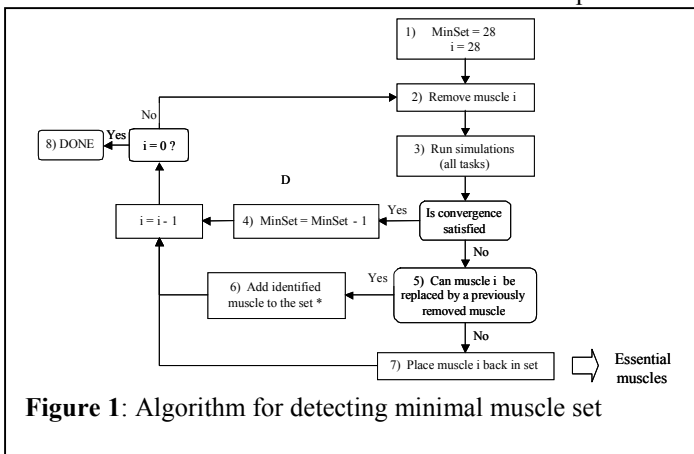 1) MinSet = 28
i = 28
2) Remove muscle i
No
8) DONE
Yes
i = 0 ?
3) Run simulations
(all tasks)
D
i = i - 1
4) MinSet = MinSet - 1
Yes
Is convergence
satisfied
No
6) Add identified
muscle to the set *
Yes
5) Can muscle i be
replaced by a previously
removed muscle
No
7) Place muscle i back in set
Essential
muscles
Figure 1: Algorithm for detecting minimal muscle set